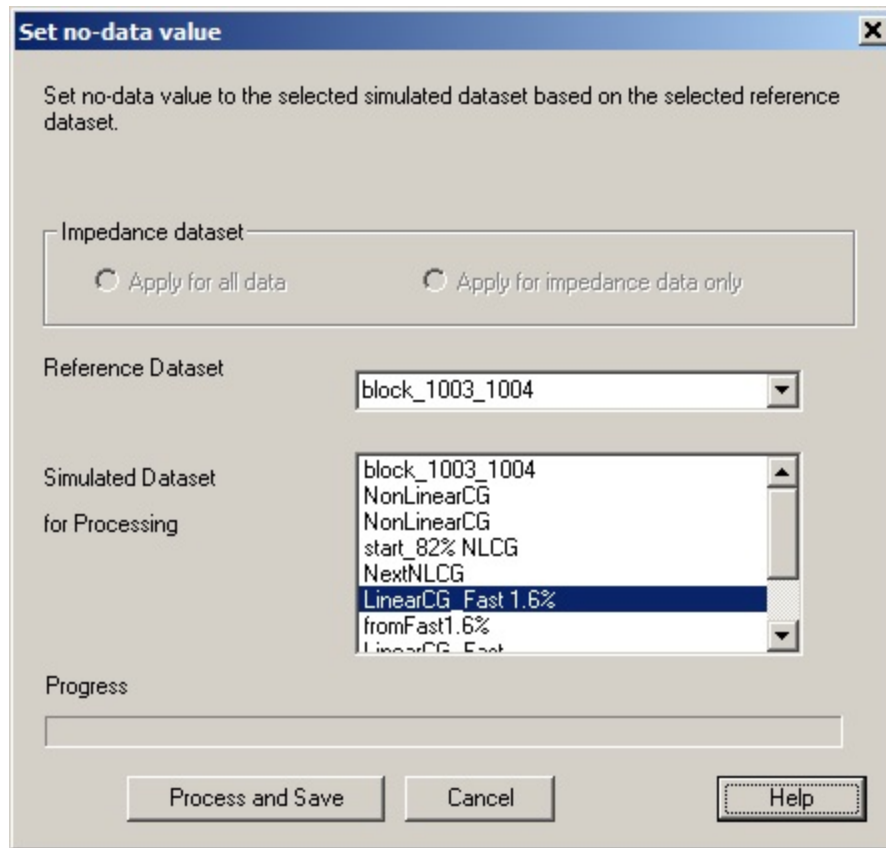 Set no-data value
Set no-data value to the selected simulated dataset based on the selected reference
dataset.
Impedance dataset
Apply for all data
Apply for impedance data only
Reference Dataset
block_1003_1004
Simulated Dataset
for Processing
block_1003_1004
NonLinearCG
NonLinearCG
start_82% NLCG
NextNLCG
LinearCG_Fast 1.6%
fromFast1.6%
LinearCG_Fast
Progress
Process and Save
Cancel
Help